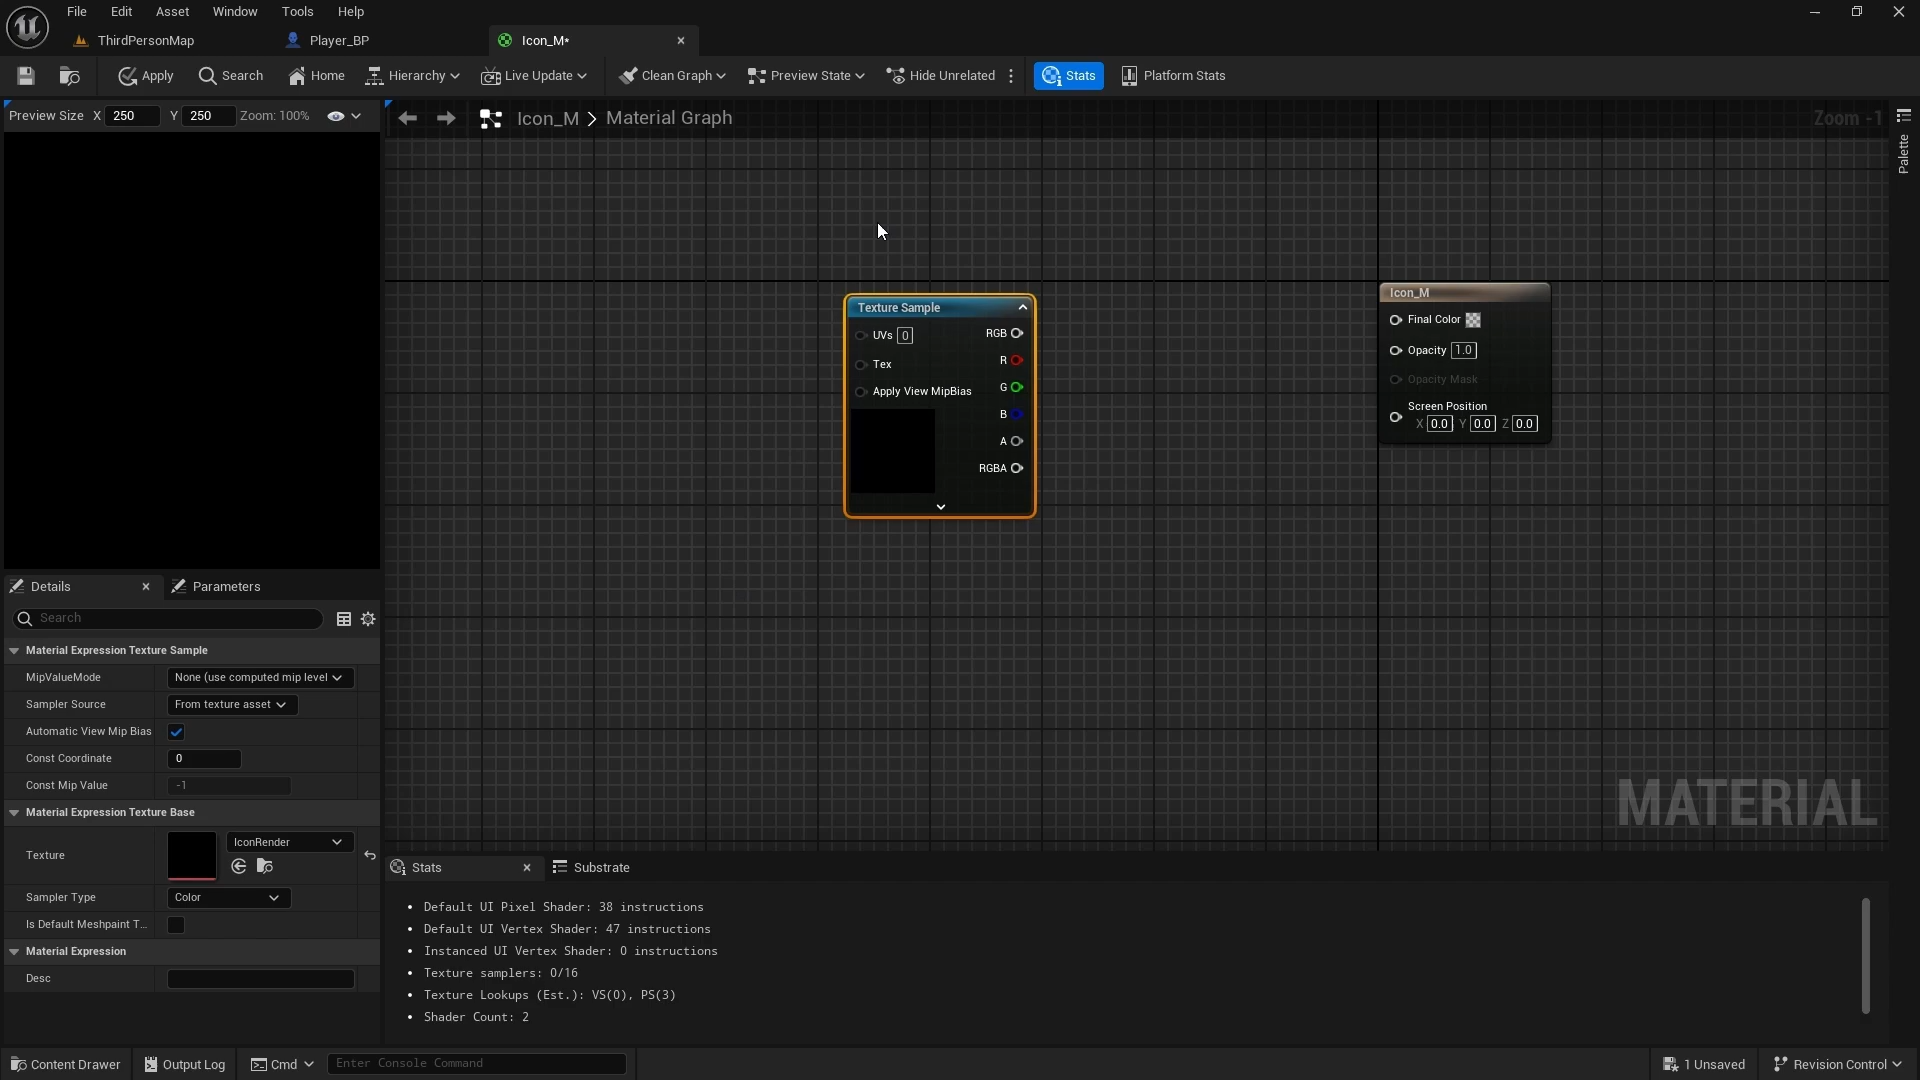 File Edit Asset Window Tools Help
ThirdPersonMap Player_BP Icon_M*
Apply Search Home Hierarchy Live Update Clean Graph Preview State Hide Unrelated Stats Platform Stats
Preview Size X 250 Y 250 Zoom: 100%
Icon_M > Material Graph
Zoom -1
Palette
Texture Sample
UVs 0 RGB
R
Tex
G
Apply View MipBias
B
A
RGBA
Icon_M
Final Color
Opacity 1.0
Opacity Mask
Screen Position
X 0.0 Y 0.0 Z 0.0
MATERIAL
Details Parameters
Search
Material Expression Texture Sample
MipValueMode None (use computed mip level
Sampler Source From texture asset
Automatic View Mip Bias
Const Coordinate 0
Const Mip Value -1
Material Expression Texture Base
Texture IconRender
Sampler Type Color
Is Default Meshpaint T...
Material Expression
Desc
Stats Substrate
• Default UI Pixel Shader: 38 instructions
• Default UI Vertex Shader: 47 instructions
• Instanced UI Vertex Shader: 0 instructions
• Texture samplers: 0/16
• Texture Lookups (Est.): VS(0), PS(3)
• Shader Count: 2
Content Drawer Output Log Cmd Enter Console Command 1 Unsaved Revision Control